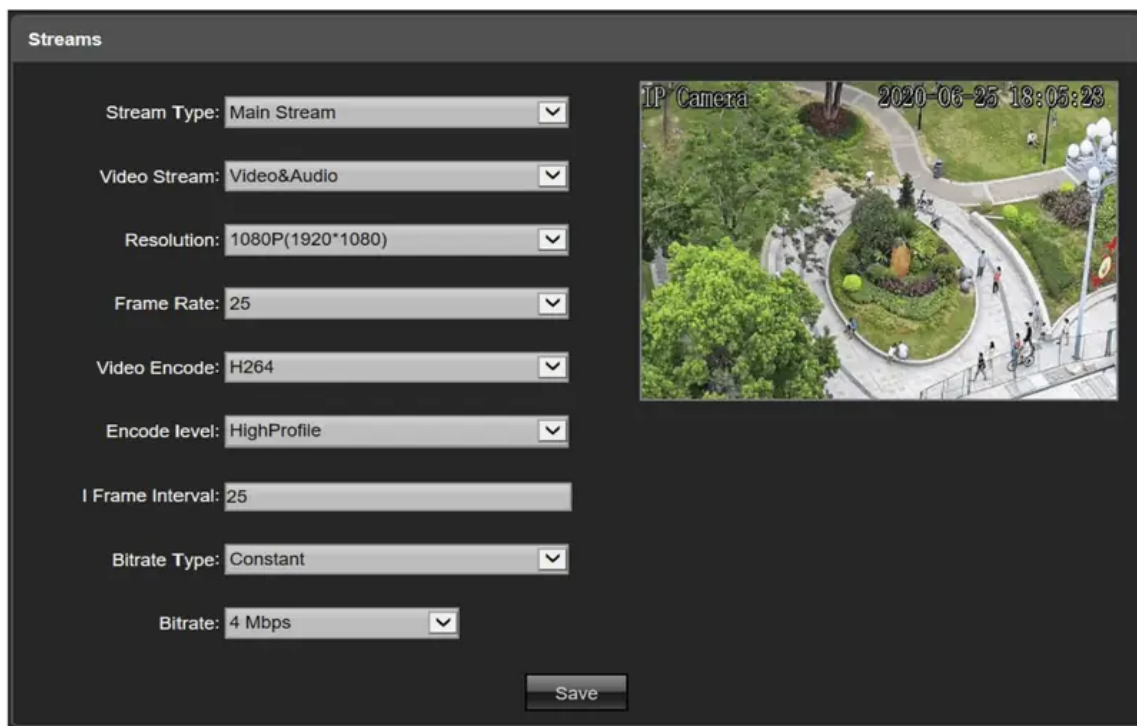 Streams
IP Camera 2020-06-25 18:05:23
Stream Type: Main Stream
Video Stream: Video&Audio
Resolution: 1080P(1920*1080)
Frame Rate: 25
Video Encode: H264
Encode level: HighProfile
I Frame Interval: 25
Bitrate Type: Constant
Bitrate: 4 Mbps
Save